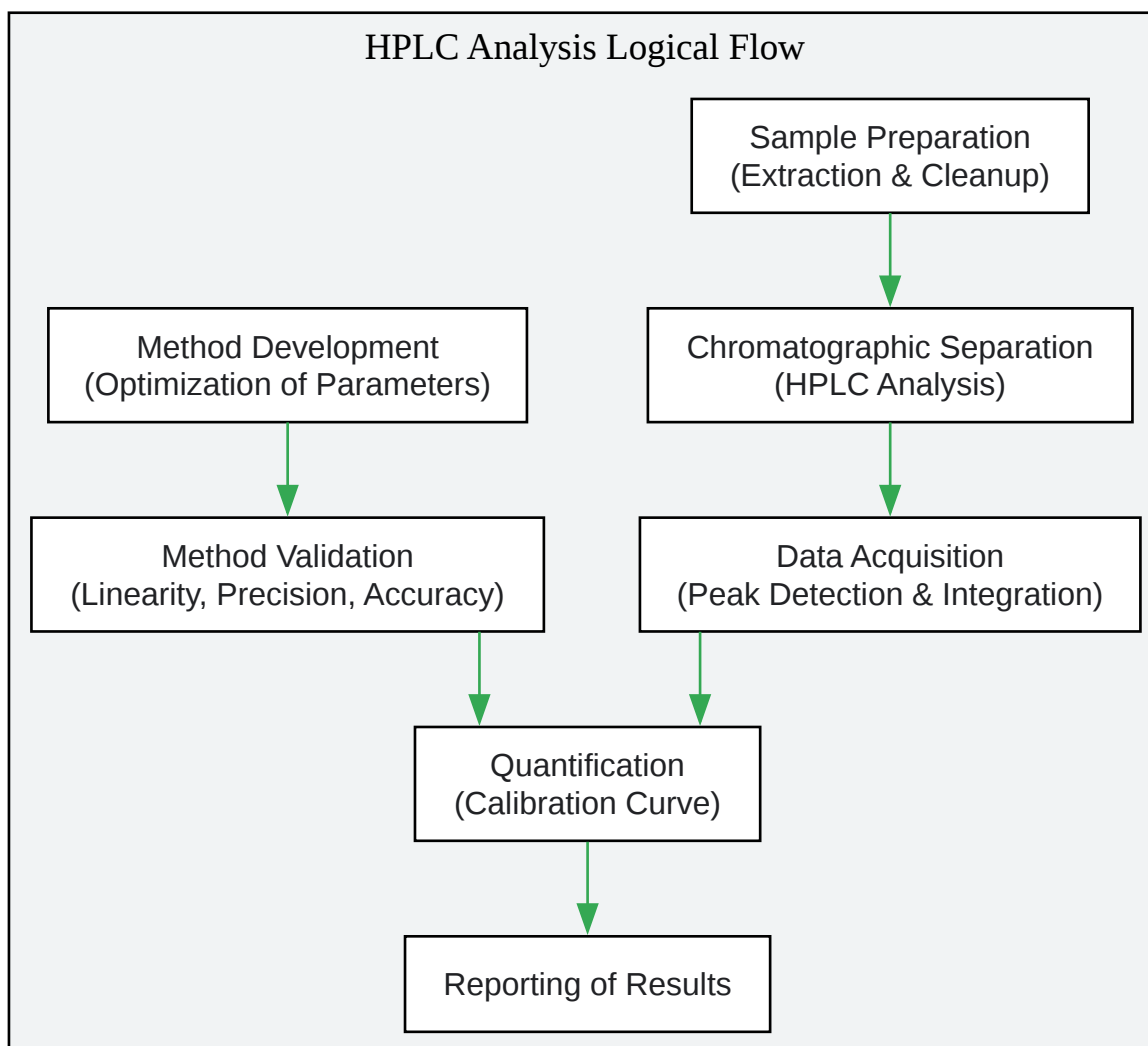 HPLC Analysis Logical Flow
Sample Preparation
(Extraction & Cleanup)
Method Development
(Optimization of Parameters)
Chromatographic Separation
(HPLC Analysis)
Method Validation
(Linearity, Precision, Accuracy)
Data Acquisition
(Peak Detection & Integration)
Quantification
(Calibration Curve)
Reporting of Results